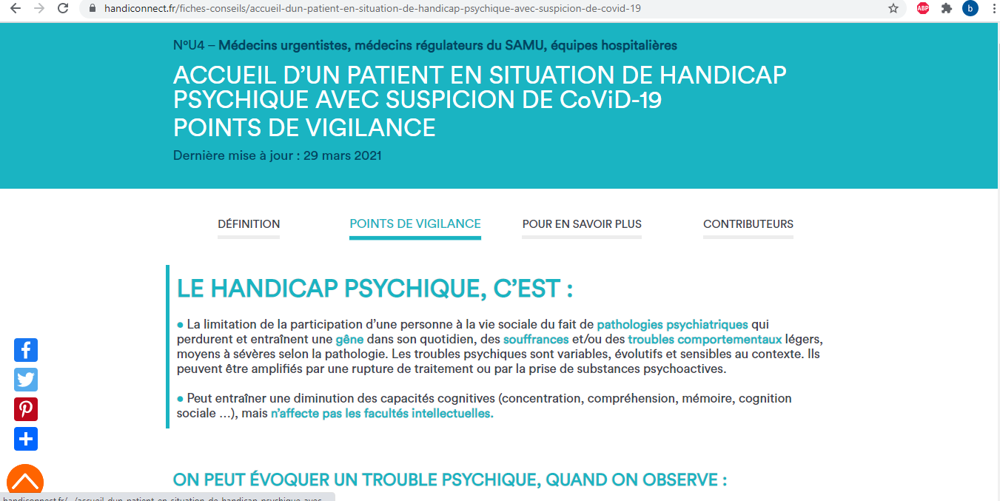 handiconnect.fr/fiches-conseils/accueil-dun-patient-en-situation-de-handicap-psychique-avec-suspicion-de-covid-19
ABP
b
N°U4 – Médecins urgentistes, médecins régulateurs du SAMU, équipes hospitalières
ACCUEIL D’UN PATIENT EN SITUATION DE HANDICAP
PSYCHIQUE AVEC SUSPICION DE CoViD-19
POINTS DE VIGILANCE
Dernière mise à jour : 29 mars 2021
DÉFINITION POINTS DE VIGILANCE POUR EN SAVOIR PLUS CONTRIBUTEURS
LE HANDICAP PSYCHIQUE, C’EST :
● La limitation de la participation d’une personne à la vie sociale du fait de pathologies psychiatriques qui
perdurent et entraînent une gêne dans son quotidien, des souffrances et/ou des troubles comportementaux légers,
moyens à sévères selon la pathologie. Les troubles psychiques sont variables, évolutifs et sensibles au contexte. Ils
peuvent être amplifiés par une rupture de traitement ou par la prise de substances psychoactives.
● Peut entraîner une diminution des capacités cognitives (concentration, compréhension, mémoire, cognition
sociale …), mais n’affecte pas les facultés intellectuelles.
ON PEUT ÉVOQUER UN TROUBLE PSYCHIQUE, QUAND ON OBSERVE :
handiconnect.fr/.../accueil-dun-patient-en-situation-de-handicap-psychique-avec...